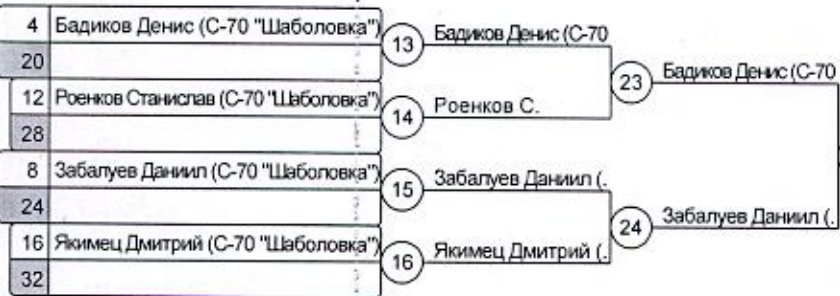 4 Бадиков Денис (С-70 "Шаболовка")
20
13
Бадиков Денис (С-70
12 Роенков Станислав (С-70 "Шаболовка")
28
14
Роенков С.
23
Бадиков Денис (С-70
8 Забалуев Даниил (С-70 "Шаболовка")
24
15
Забалуев Даниил (.
16 Якимец Дмитрий (С-70 "Шаболовка")
32
16
Якимец Дмитрий (.
24
Забалуев Даниил (.